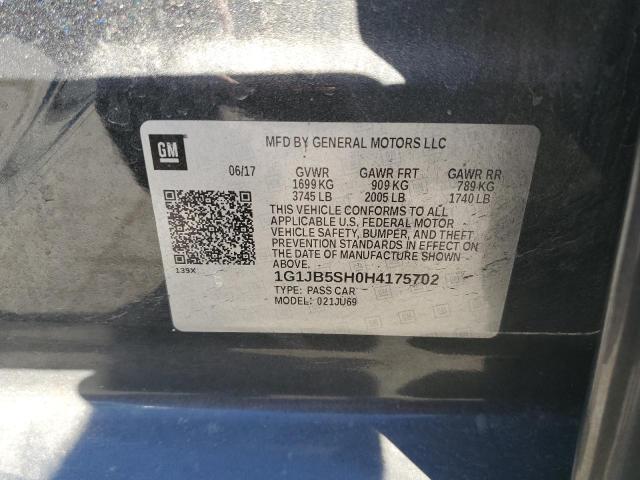 GM
MFD BY GENERAL MOTORS LLC
06/17 GVWR GAWR FRT GAWR RR
1699 KG 909 KG 789 KG
3745 LB 2005 LB 1740 LB
THIS VEHICLE CONFORMS TO ALL
APPLICABLE U.S. FEDERAL MOTOR
VEHICLE SAFETY, BUMPER, AND THEFT
PREVENTION STANDARDS IN EFFECT ON
THE DATE OF MANUFACTURE SHOWN
ABOVE.
139X
1G1JB5SH0H4175702
TYPE: PASS CAR
MODEL: 021JU69